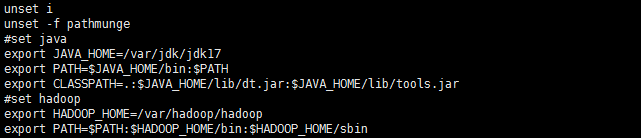 unset i
unset -f pathmunge
#set java
export JAVA_HOME=/var/jdk/jdk17
export PATH=$JAVA_HOME/bin:$PATH
export CLASSPATH=.:$JAVA_HOME/lib/dt.jar:$JAVA_HOME/lib/tools.jar
#set hadoop
export HADOOP_HOME=/var/hadoop/hadoop
export PATH=$PATH:$HADOOP_HOME/bin:$HADOOP_HOME/sbin